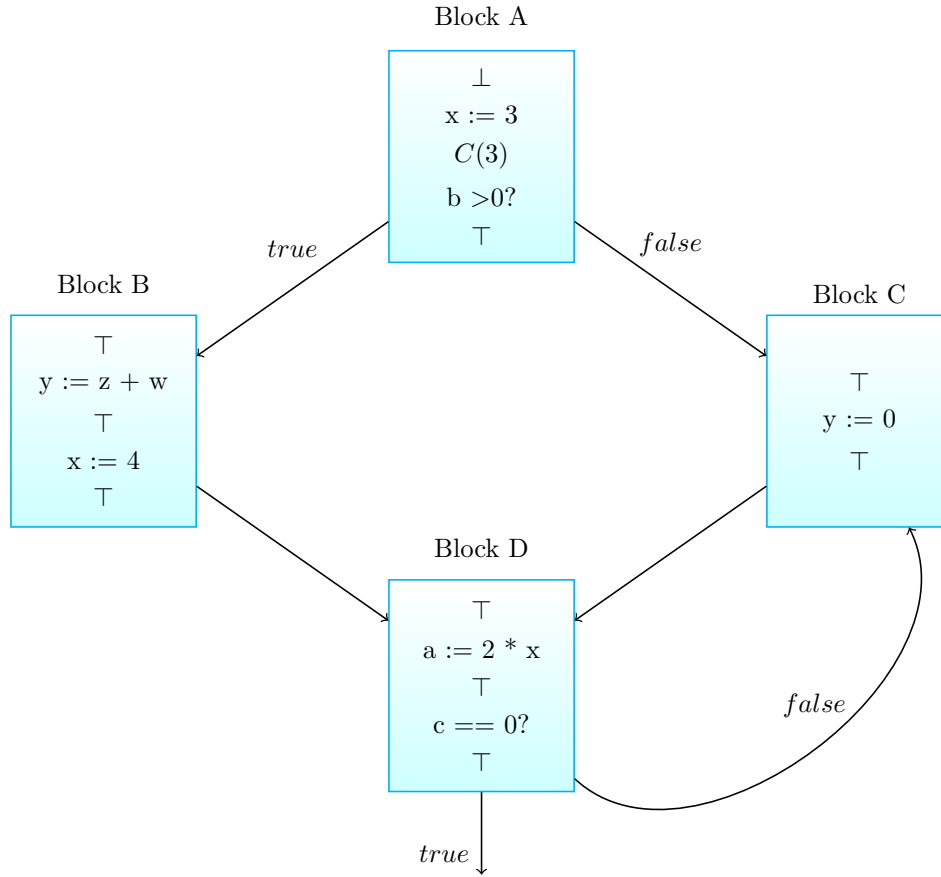 Block A
⊥
x := 3
C(3)
b >0?
⊤
true
false
Block B
⊤
y := z + w
⊤
x := 4
⊤
Block C
⊤
y := 0
⊤
Block D
⊤
a := 2 * x
⊤
c == 0?
⊤
false
true